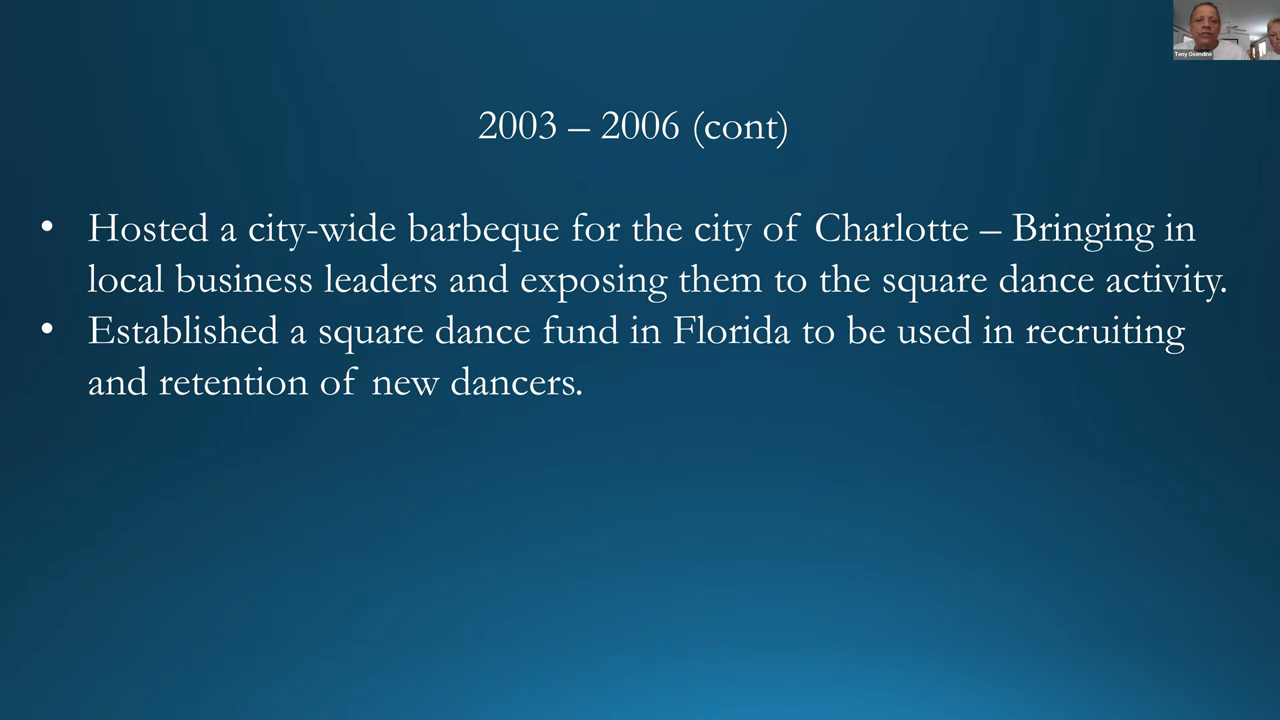 Tony Oxendine
2003 – 2006 (cont)
• Hosted a city-wide barbeque for the city of Charlotte – Bringing in
local business leaders and exposing them to the square dance activity.
• Established a square dance fund in Florida to be used in recruiting
and retention of new dancers.